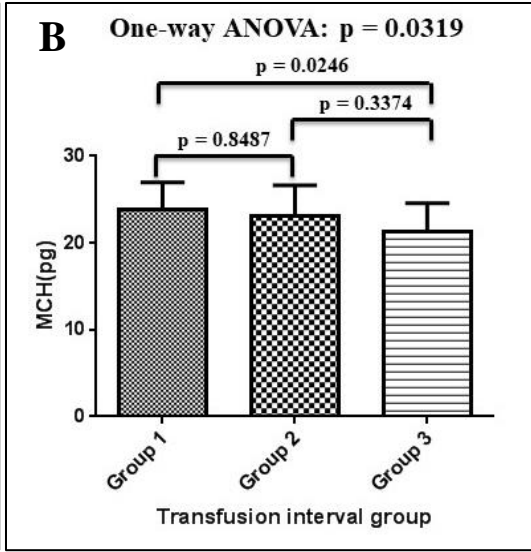 B One-way ANOVA: p = 0.0319
p = 0.0246
p = 0.3374
p = 0.8487
30
20
10
0
MCH(pg)
Group 1
Group 2
Group 3
Transfusion interval group